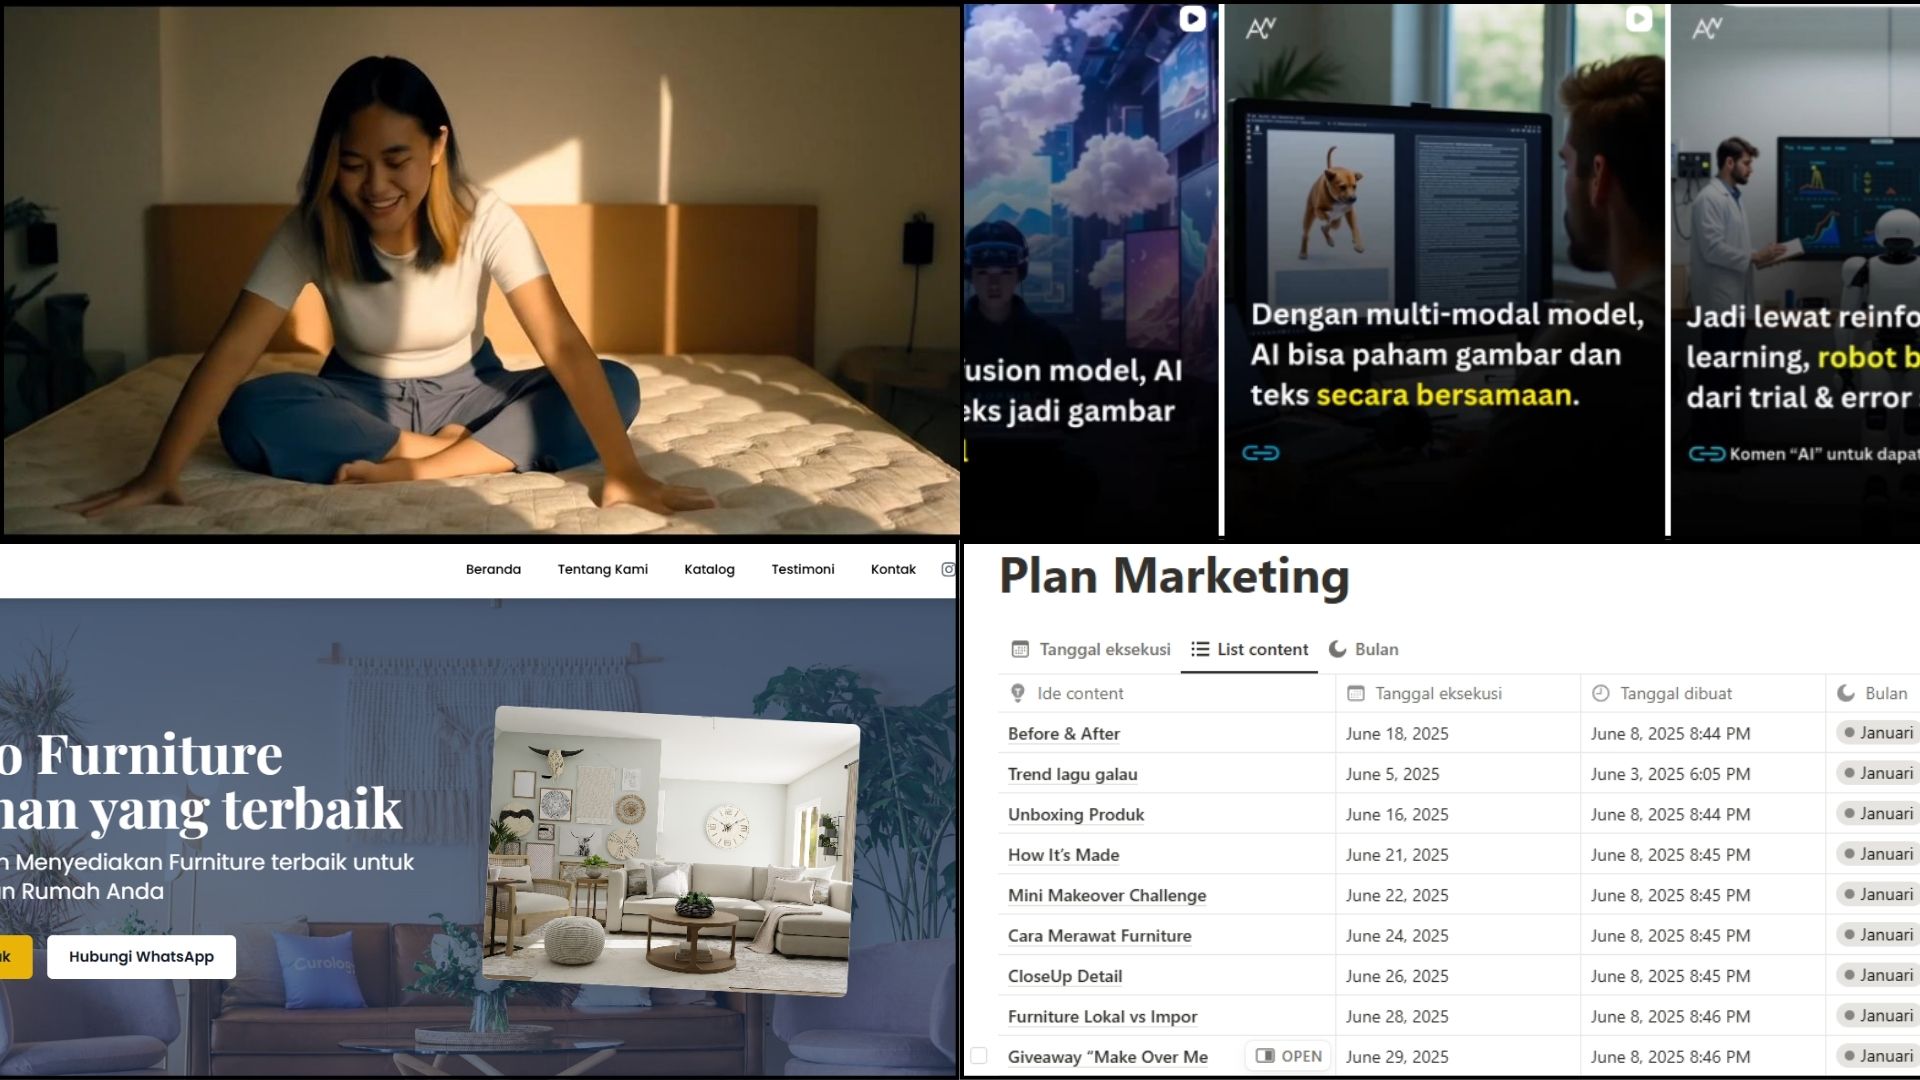 usion model, AI
eks jadi gambar
Dengan multi-modal model,
AI bisa paham gambar dan
teks secara bersamaan.
Jadi lewat reinfo
learning, robot b
dari trial & error
Komen “AI” untuk dapat
Beranda Tentang Kami Katalog Testimoni Kontak
o Furniture
nan yang terbaik
n Menyediakan Furniture terbaik untuk
an Rumah Anda
uk Hubungi WhatsApp
Curology
Plan Marketing
Tanggal eksekusi List content Bulan
Ide content Tanggal eksekusi Tanggal dibuat Bulan
Before & After June 18, 2025 June 8, 2025 8:44 PM Januari
Trend lagu galau June 5, 2025 June 3, 2025 6:05 PM Januari
Unboxing Produk June 16, 2025 June 8, 2025 8:44 PM Januari
How It’s Made June 21, 2025 June 8, 2025 8:45 PM Januari
Mini Makeover Challenge June 22, 2025 June 8, 2025 8:45 PM Januari
Cara Merawat Furniture June 24, 2025 June 8, 2025 8:45 PM Januari
CloseUp Detail June 26, 2025 June 8, 2025 8:45 PM Januari
Furniture Lokal vs Impor June 28, 2025 June 8, 2025 8:46 PM Januari
Giveaway “Make Over Me OPEN June 29, 2025 June 8, 2025 8:46 PM Januari